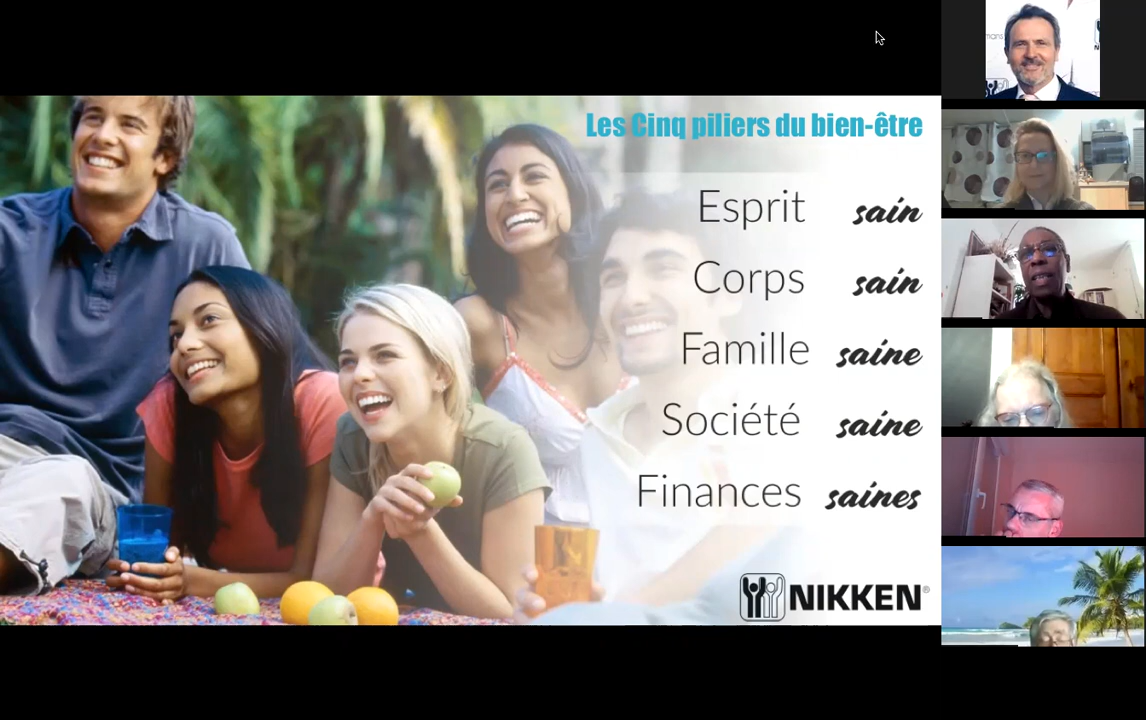 Les Cinq piliers du bien-être
Esprit sain
Corps sain
Famille saine
Société saine
Finances saines
NIKKEN®